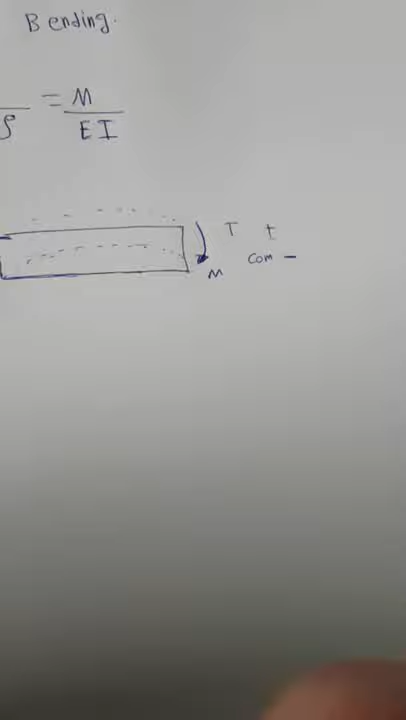 Bending.
= M
ρ EI
T +
Com -
M